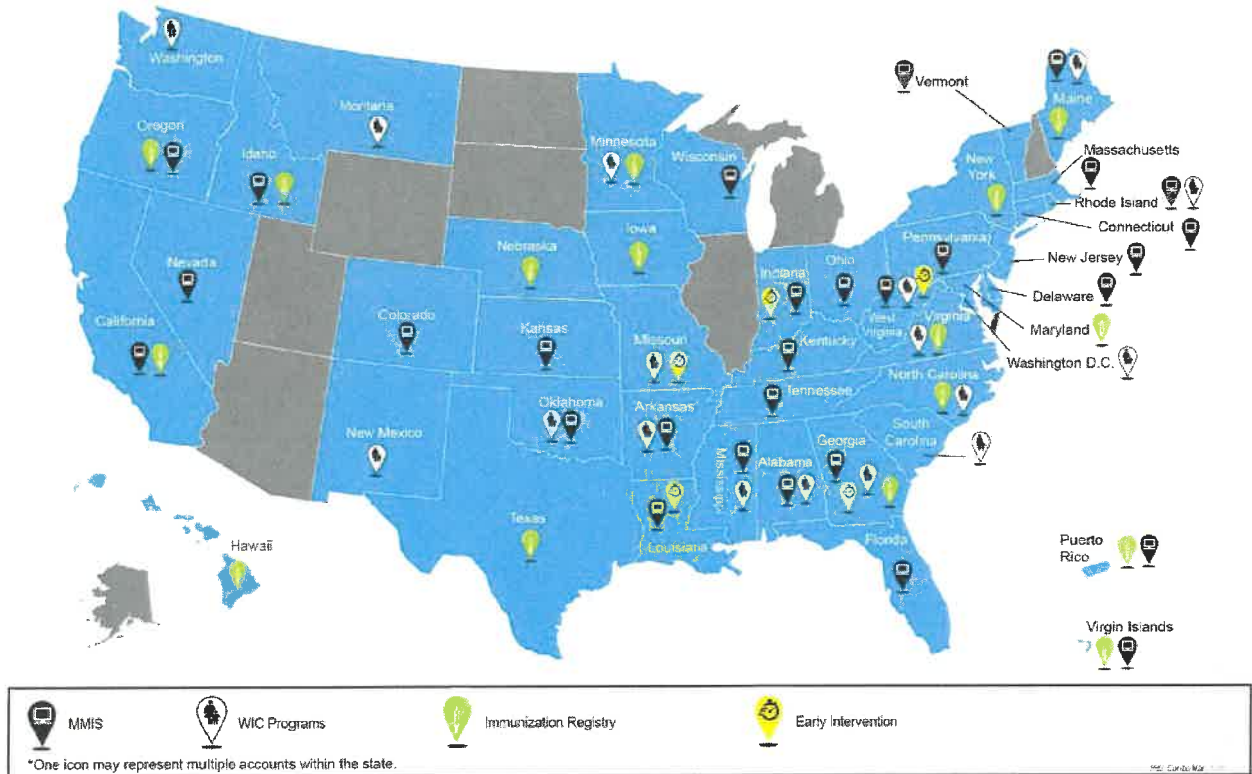 Washington
Montana
Oregon
Idaho
Minnesota
Wisconsin
Vermont
Maine
New
York
Massachusetts
Rhode Island
Connecticut
Pennsylvania
New Jersey
Delaware
Maryland
Washington D.C.
Nebraska
Iowa
Nevada
California
Colorado
Kansas
Missouri
Indiana
Ohio
West
Virginia
Virginia
Kentucky
North Carolina
Tennessee
South
Carolina
Oklahoma
Arkansas
New Mexico
Mississippi
Alabama
Georgia
Texas
Louisiana
Florida
Hawaii
Puerto
Rico
Virgin Islands
MMIS
WIC Programs
Immunization Registry
Early Intervention
*One icon may represent multiple accounts within the state.